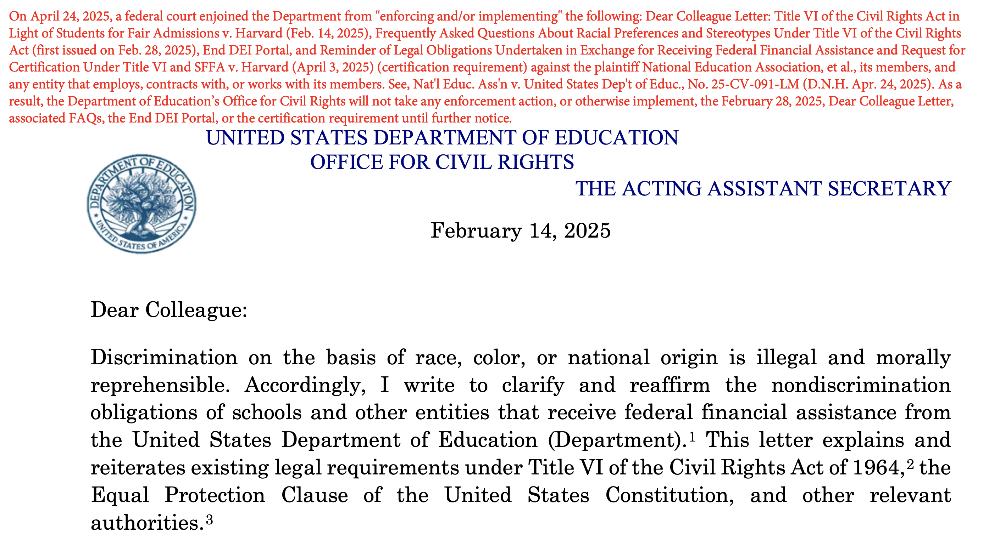 On April 24, 2025, a federal court enjoined the Department from "enforcing and/or implementing" the following: Dear Colleague Letter: Title VI of the Civil Rights Act in
Light of Students for Fair Admissions v. Harvard (Feb. 14, 2025), Frequently Asked Questions About Racial Preferences and Stereotypes Under Title VI of the Civil Rights
Act (first issued on Feb. 28, 2025), End DEI Portal, and Reminder of Legal Obligations Undertaken in Exchange for Receiving Federal Financial Assistance and Request for
Certification Under Title VI and SFFA v. Harvard (April 3, 2025) (certification requirement) against the plaintiff National Education Association, et al., its members, and
any entity that employs, contracts with, or works with its members. See, Nat'l Educ. Ass'n v. United States Dep't of Educ., No. 25-CV-091-LM (D.N.H. Apr. 24, 2025). As a
result, the Department of Education’s Office for Civil Rights will not take any enforcement action, or otherwise implement, the February 28, 2025, Dear Colleague Letter,
associated FAQs, the End DEI Portal, or the certification requirement until further notice.
UNITED STATES DEPARTMENT OF EDUCATION
OFFICE FOR CIVIL RIGHTS
THE ACTING ASSISTANT SECRETARY
DEPARTMENT OF EDUCATION
★ UNITED STATES OF AMERICA ★
February 14, 2025
Dear Colleague:
Discrimination on the basis of race, color, or national origin is illegal and morally
reprehensible. Accordingly, I write to clarify and reaffirm the nondiscrimination
obligations of schools and other entities that receive federal financial assistance from
the United States Department of Education (Department).¹ This letter explains and
reiterates existing legal requirements under Title VI of the Civil Rights Act of 1964,² the
Equal Protection Clause of the United States Constitution, and other relevant
authorities.³